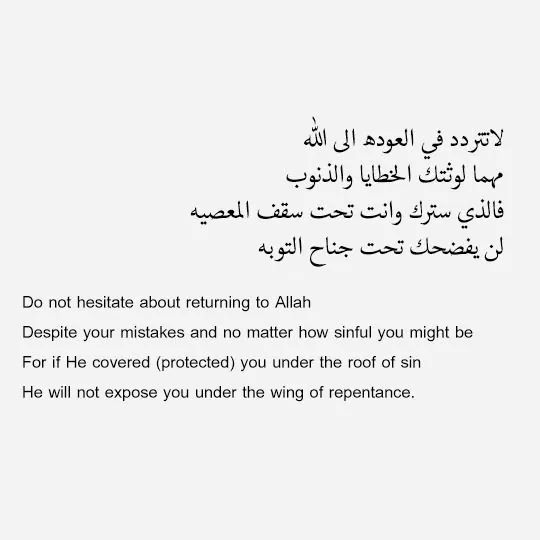 لاتتردد في العوده الى الله
مهما لوثتك الخطايا والذنوب
فالذي سترك وانت تحت سقف المعصيه
لن يفضحك تحت جناح التوبه
Do not hesitate about returning to Allah
Despite your mistakes and no matter how sinful you might be
For if He covered (protected) you under the roof of sin
He will not expose you under the wing of repentance.